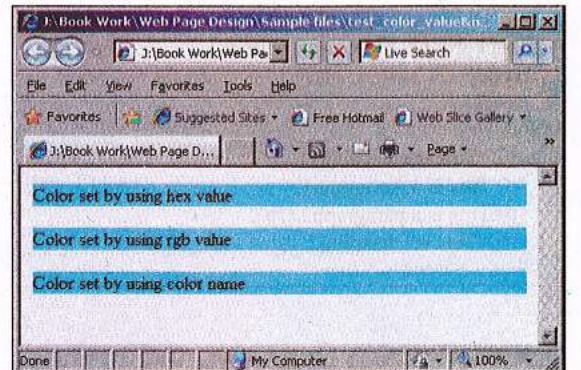 J:\Book Work\Web Page Design\Sample files\test_color_value&n...
J:\Book Work\Web Pa
Live Search
File Edit View Favorites Tools Help
Favorites Suggested Sites Free Hotmail Web Slice Gallery
J:\Book Work\Web Page D... Page »
Color set by using hex value
Color set by using rgb value
Color set by using color name
Done My Computer 100%